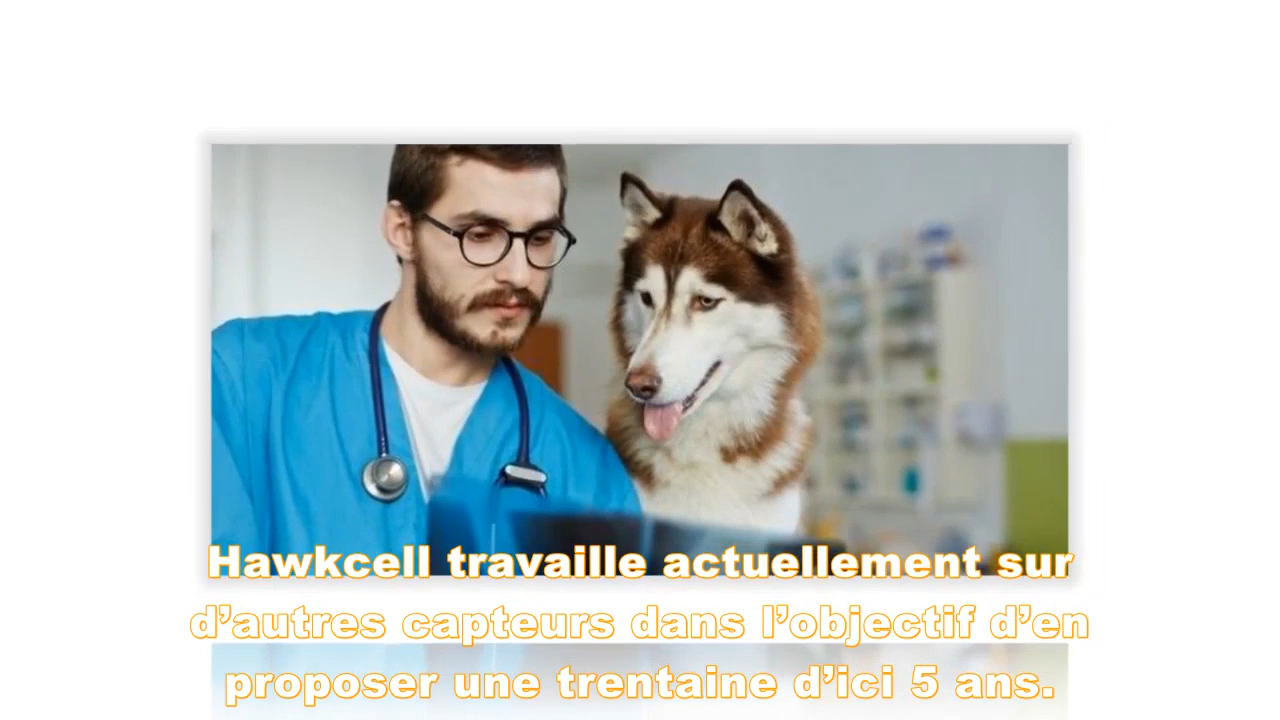 Hawkcell travaille actuellement sur
d’autres capteurs dans l’objectif d’en
proposer une trentaine d’ici 5 ans.